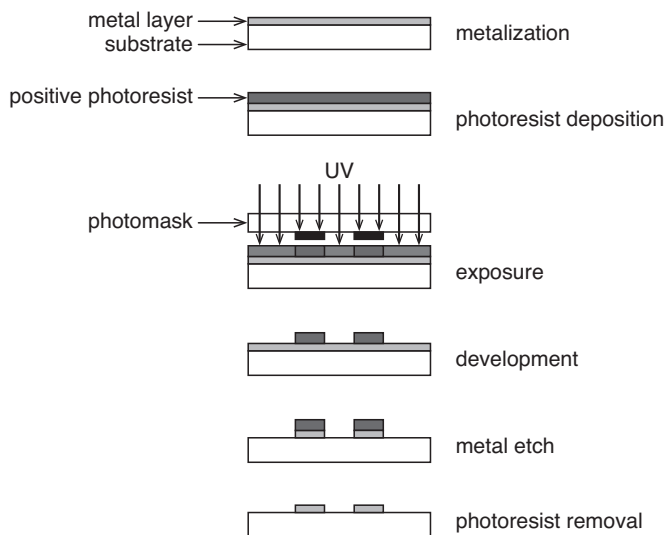 metal layer
substrate
metalization
positive photoresist
photoresist deposition
UV
photomask
exposure
development
metal etch
photoresist removal